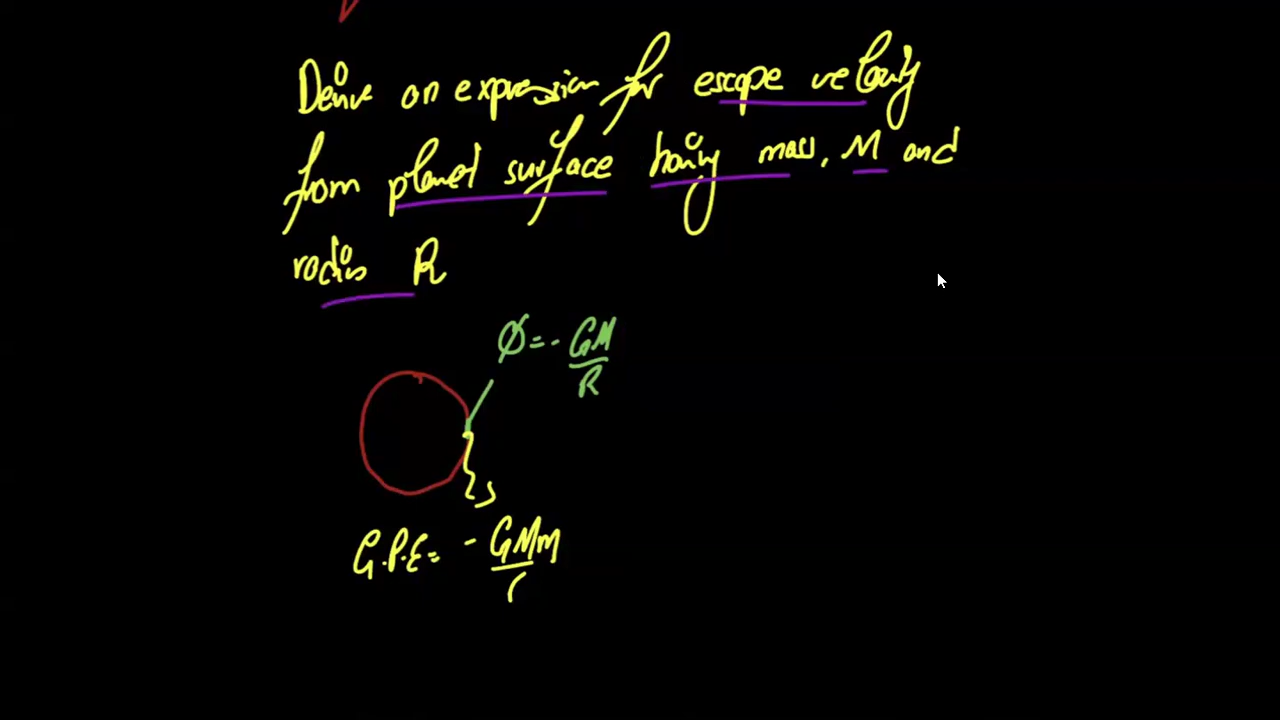 Derive an expression for escape velocity
from planet surface having mass, M and
radius R
Ø = - GM/R
G.P.E = - GMm/r